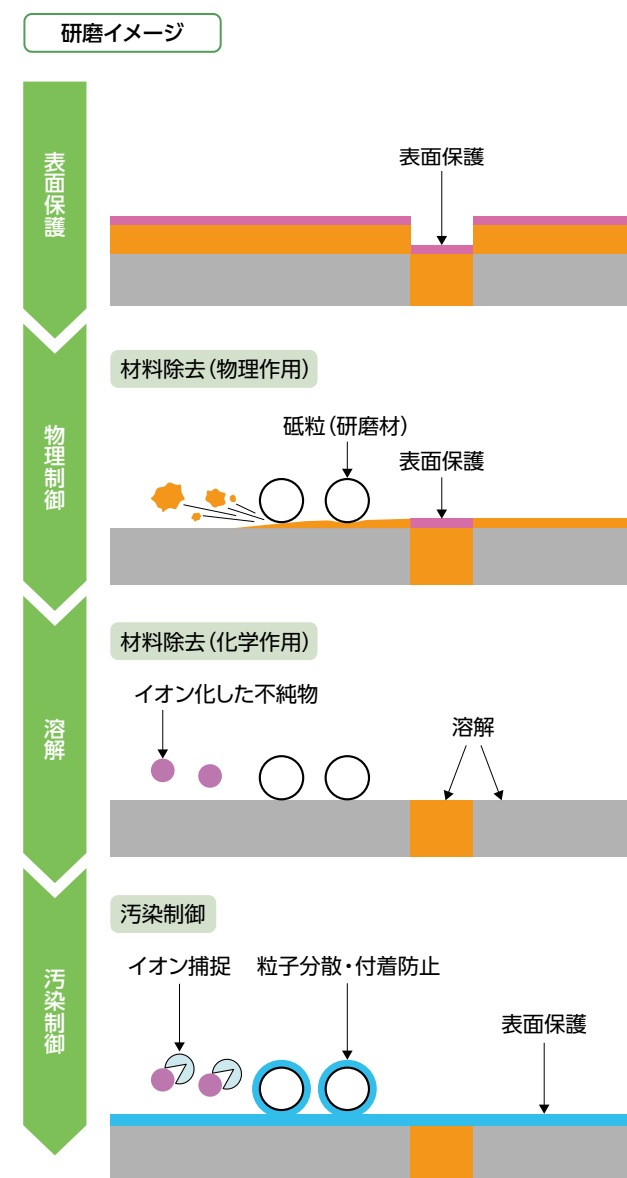 研磨イメージ
表面保護
表面保護
物理制御
材料除去(物理作用)
砥粒(研磨材)
表面保護
溶解
材料除去(化学作用)
イオン化した不純物
溶解
汚染制御
汚染制御
イオン捕捉
粒子分散・付着防止
表面保護